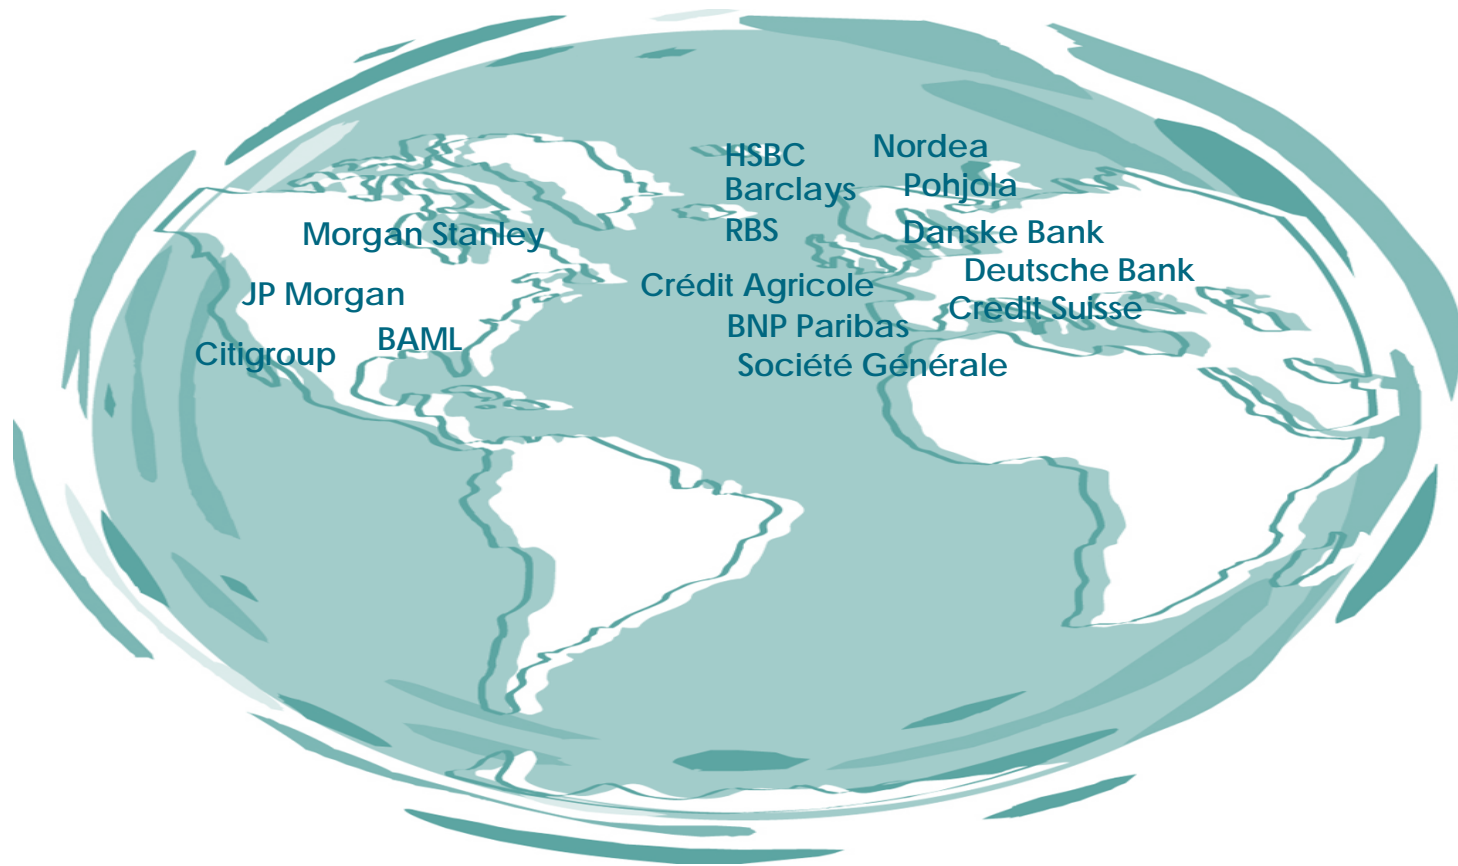 HSBC
Barclays
RBS
Nordea
Pohjola
Danske Bank
Deutsche Bank
Credit Suisse
Morgan Stanley
JP Morgan
BAML
Citigroup
Crédit Agricole
BNP Paribas
Société Générale